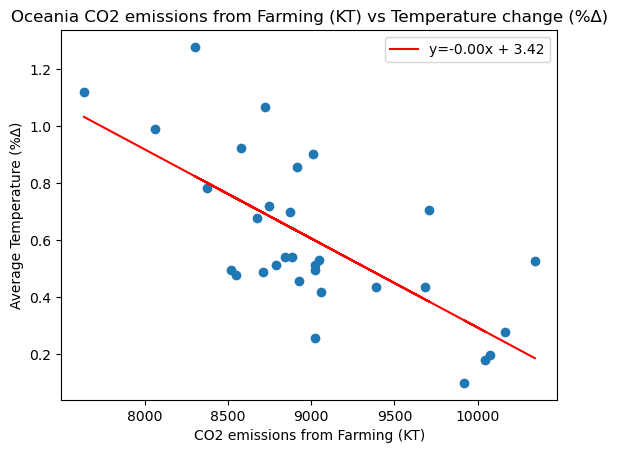 Oceania CO2 emissions from Farming (KT) vs Temperature change (%Δ)
y=-0.00x + 3.42
1.2
1.0
0.8
0.6
0.4
0.2
Average Temperature (%Δ)
8000 8500 9000 9500 10000
CO2 emissions from Farming (KT)